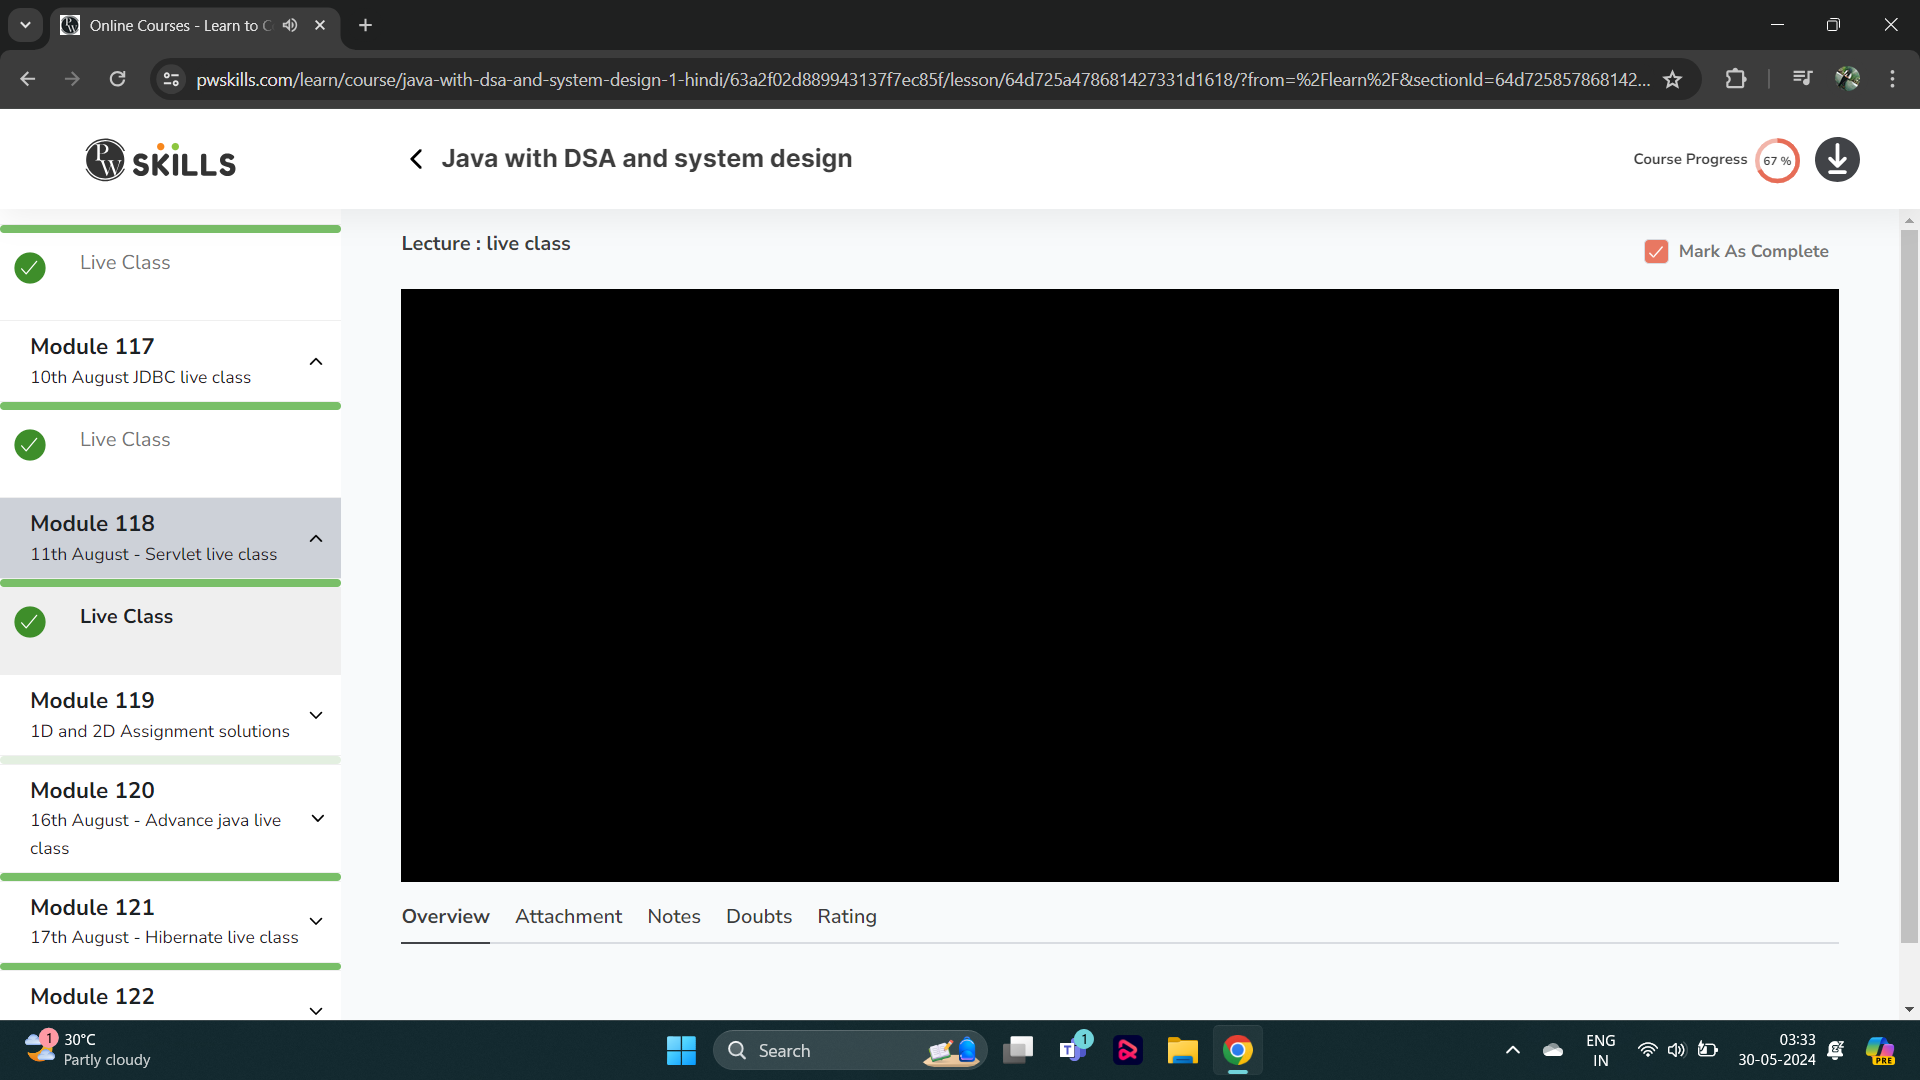 Online Courses - Learn to C
pwskills.com/learn/course/java-with-dsa-and-system-design-1-hindi/63a2f02d889943137f7ec85f/lesson/64d725a478681427331d1618/?from=%2Flearn%2F&sectionId=64d725857868142...
PW SKILLS
Java with DSA and system design
Course Progress 67 %
Live Class
Module 117
10th August JDBC live class
Live Class
Module 118
11th August - Servlet live class
Live Class
Module 119
1D and 2D Assignment solutions
Module 120
16th August - Advance java live
class
Module 121
17th August - Hibernate live class
Module 122
Lecture : live class
Mark As Complete
Overview Attachment Notes Doubts Rating
1
30°C
Partly cloudy
Search
T 1
ENG
IN
03:33
30-05-2024
PRE